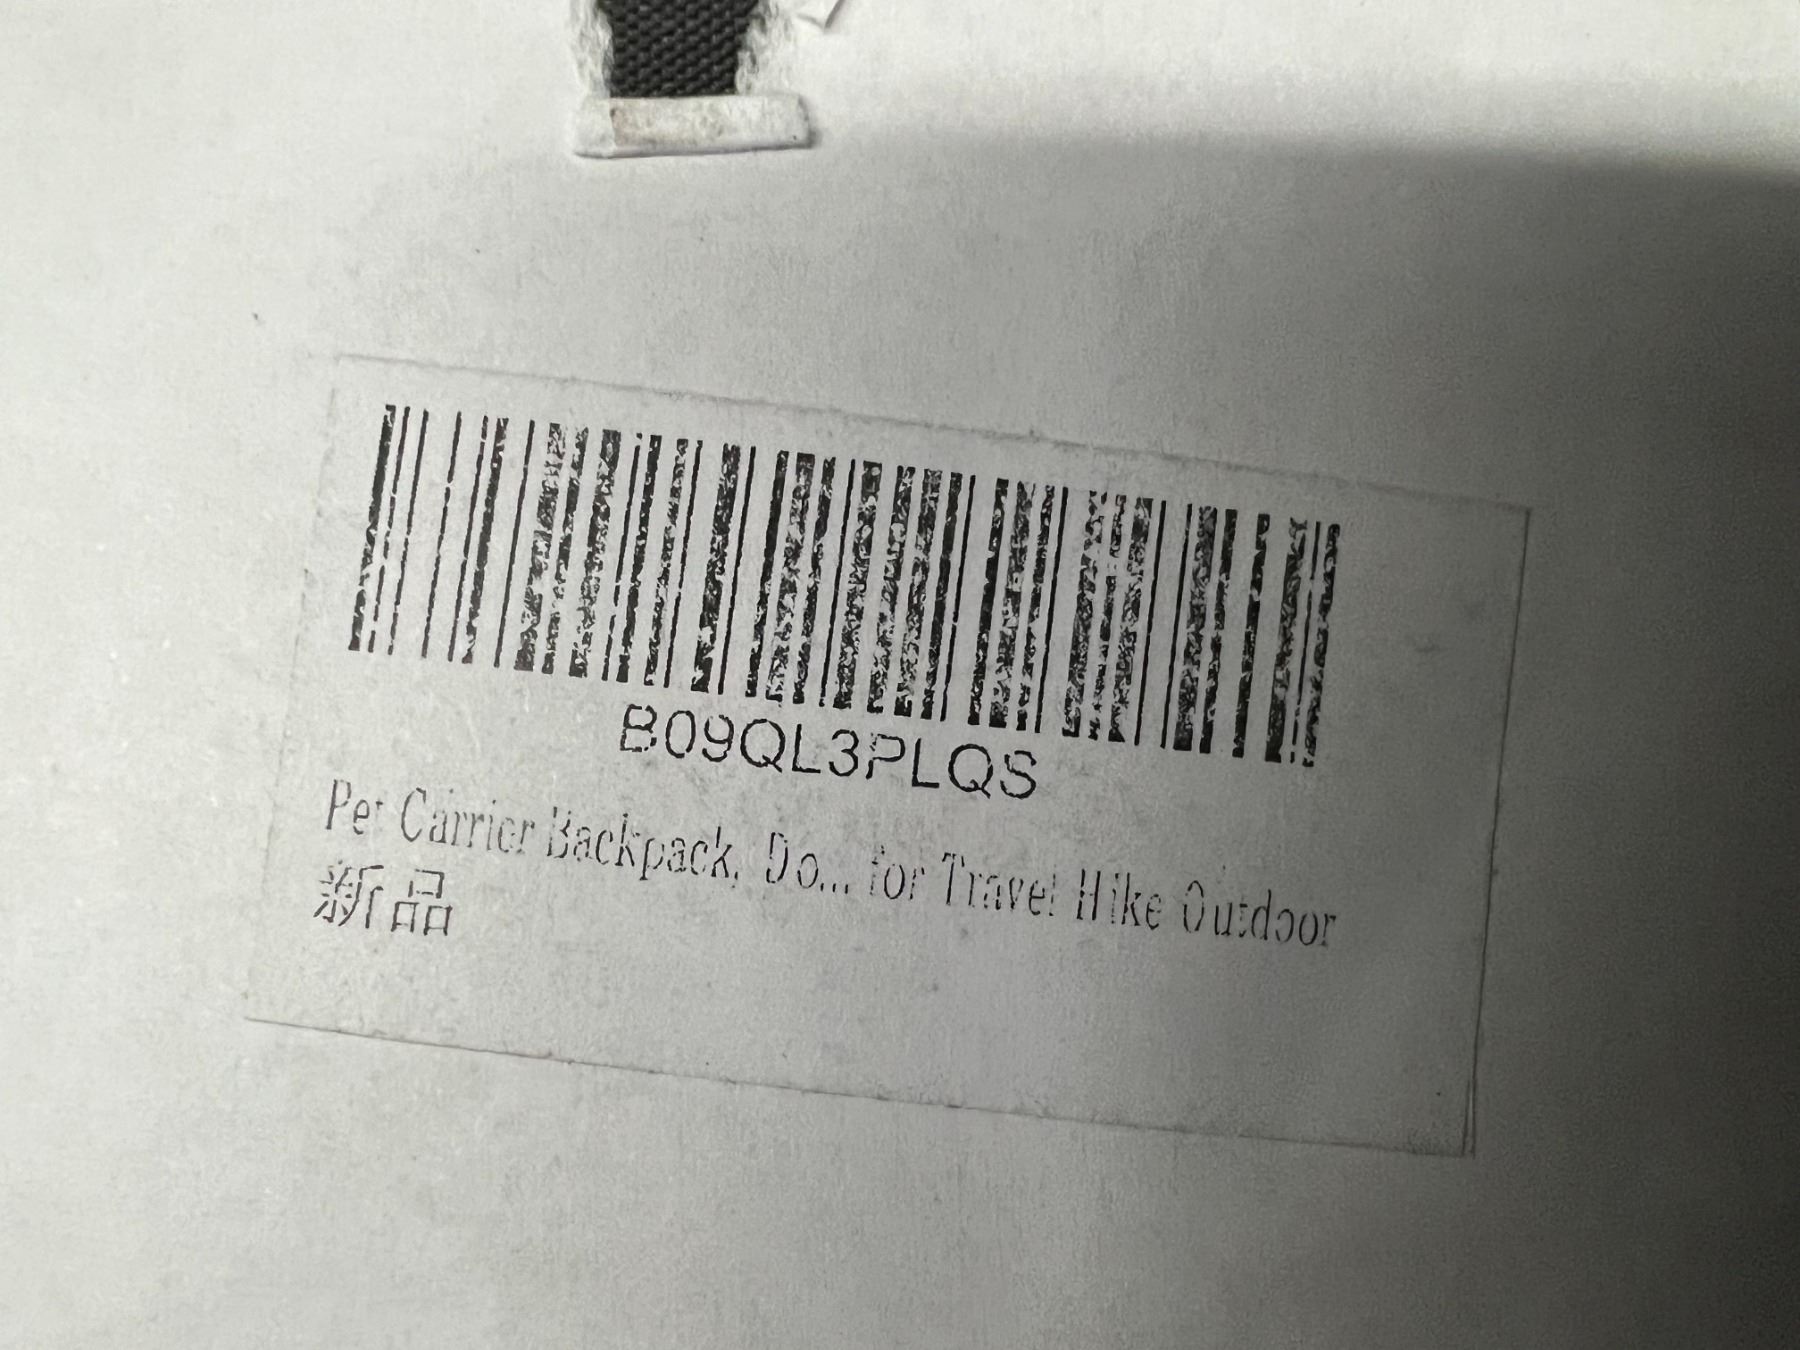 B09QL3PLQS
Pet Carrier Backpack, Do... for Travel Hike Outdoor
新品